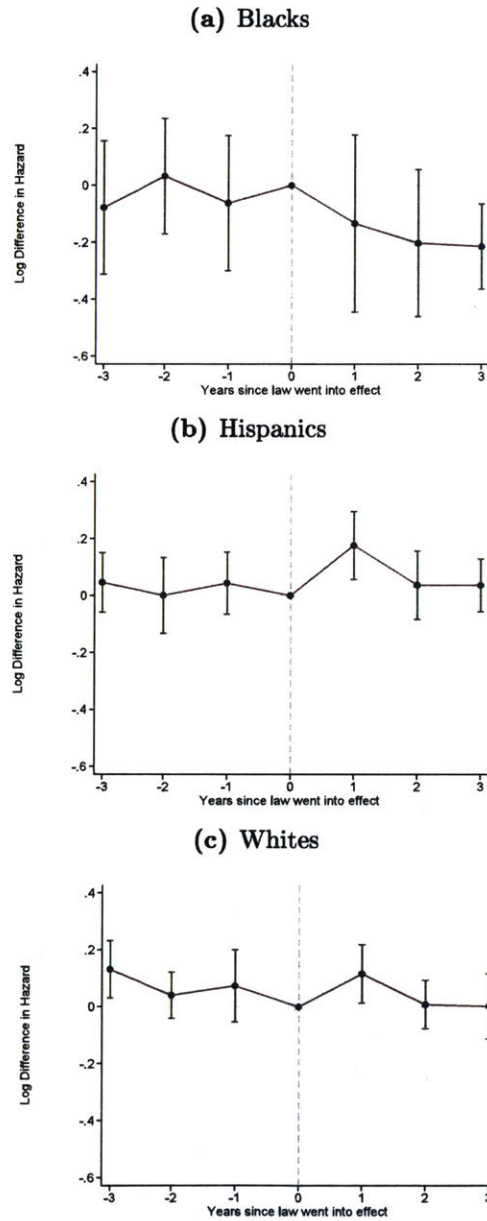 (a) Blacks
Log Difference in Hazard
.4
.2
0
-.2
-.4
-.6
-3 -2 -1 0 1 2 3
Years since law went into effect
(b) Hispanics
Log Difference in Hazard
.4
.2
0
-.2
-.4
-.6
-3 -2 -1 0 1 2 3
Years since law went into effect
(c) Whites
Log Difference in Hazard
.4
.2
0
-.2
-.4
-.6
-3 -2 -1 0 1 2 3
Years since law went into effect